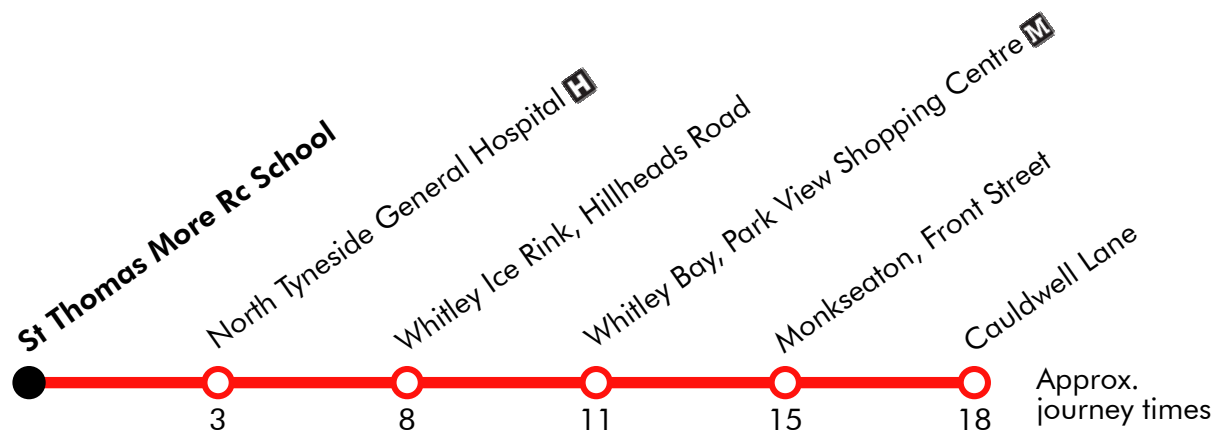 St Thomas More Rc School
North Tyneside General Hospital H
Whitley Ice Rink, Hillheads Road
Whitley Bay, Park View Shopping Centre M
Monkseaton, Front Street
Cauldwell Lane
3
8
11
15
18
Approx.
journey times